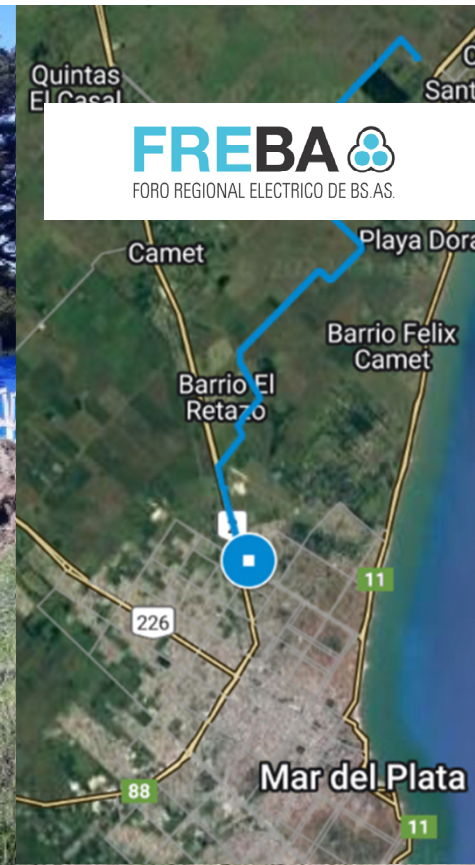 Quintas
El Casal
Sant
FREBA
FORO REGIONAL ELECTRICO DE BS.AS.
Camet
Playa Dora
Barrio Felix
Camet
Barrio El
Retazo
11
226
Mar del Plata
88
11